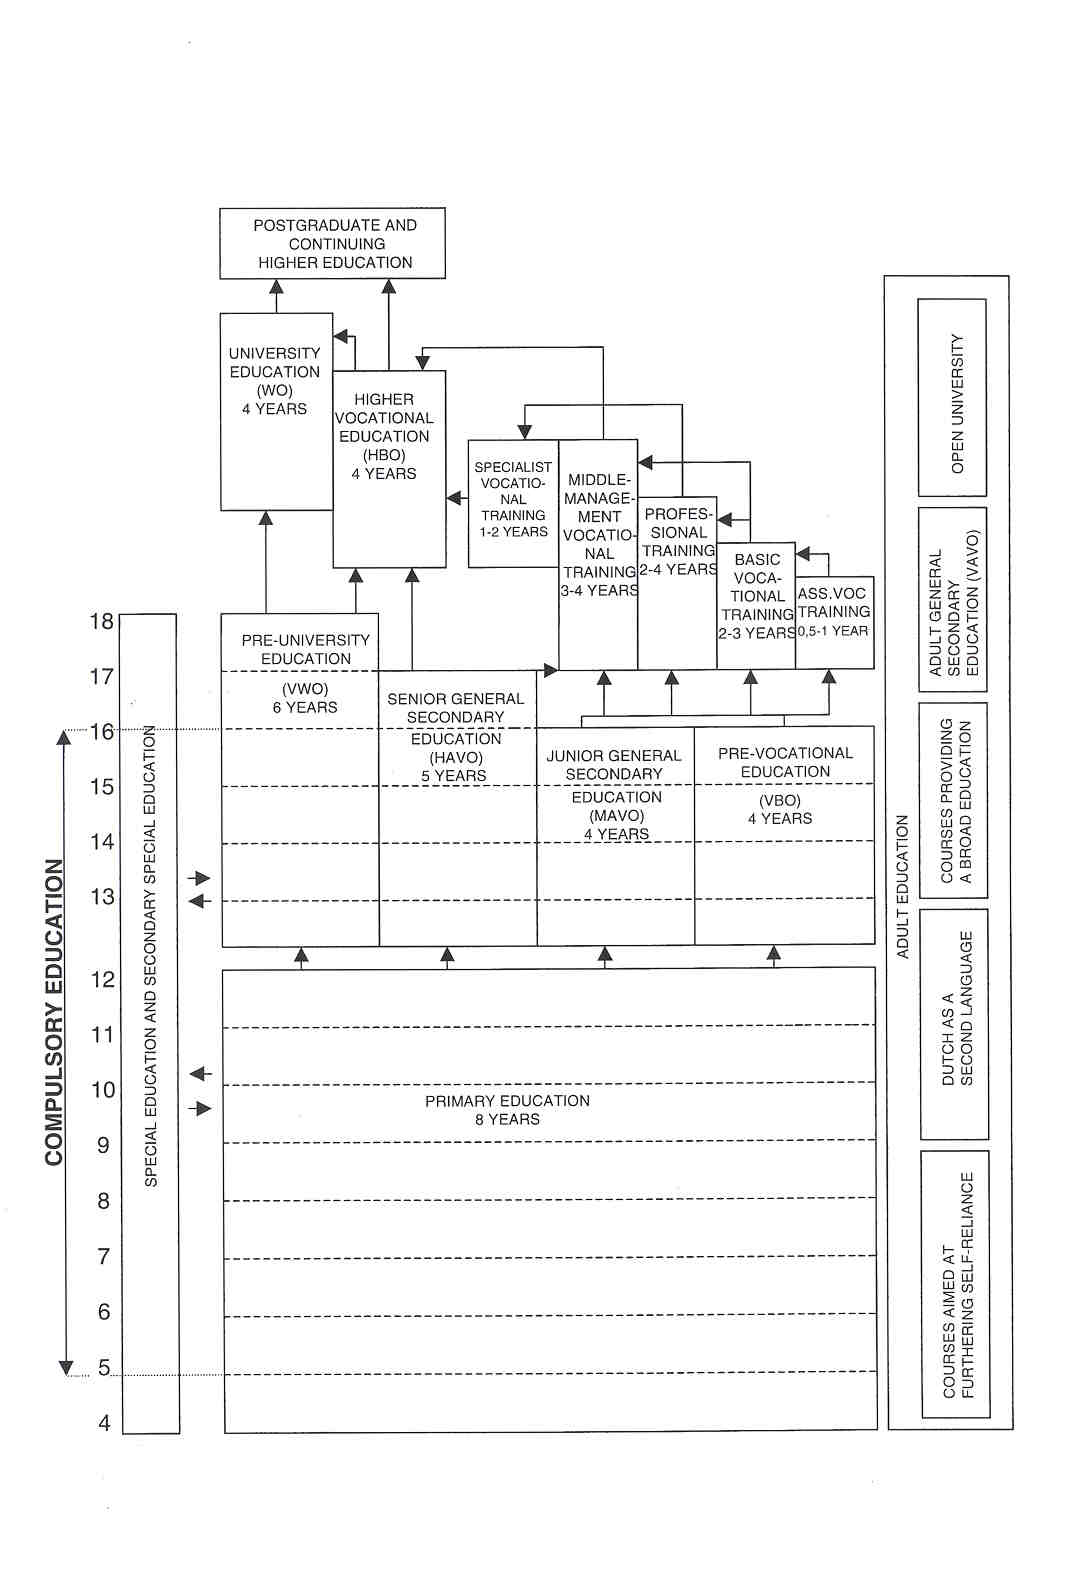 POSTGRADUATE AND
CONTINUING
HIGHER EDUCATION
UNIVERSITY
EDUCATION
(WO)
4 YEARS
HIGHER
VOCATIONAL
EDUCATION
(HBO)
4 YEARS
SPECIALIST
VOCATIO-
NAL
TRAINING
1-2 YEARS
MIDDLE-
MANAGE-
MENT
VOCATIO-
NAL
TRAINING
3-4 YEARS
PROFES-
SIONAL
TRAINING
2-4 YEARS
BASIC
VOCA-
TIONAL
TRAINING
2-3 YEARS
ASS.VOC
TRAINING
0,5-1 YEAR
PRE-UNIVERSITY
EDUCATION
(VWO)
6 YEARS
SENIOR GENERAL
SECONDARY
EDUCATION
(HAVO)
5 YEARS
JUNIOR GENERAL
SECONDARY
EDUCATION
(MAVO)
4 YEARS
PRE-VOCATIONAL
EDUCATION
(VBO)
4 YEARS
PRIMARY EDUCATION
8 YEARS
18
17
16
15
14
13
12
11
10
9
8
7
6
5
4
COMPULSORY EDUCATION
SPECIAL EDUCATION AND SECONDARY SPECIAL EDUCATION
ADULT EDUCATION
OPEN UNIVERSITY
ADULT GENERAL
SECONDARY
EDUCATION (VAVO)
COURSES PROVIDING
A BROAD EDUCATION
DUTCH AS A
SECOND LANGUAGE
COURSES AIMED AT
FURTHERING SELF-RELIANCE